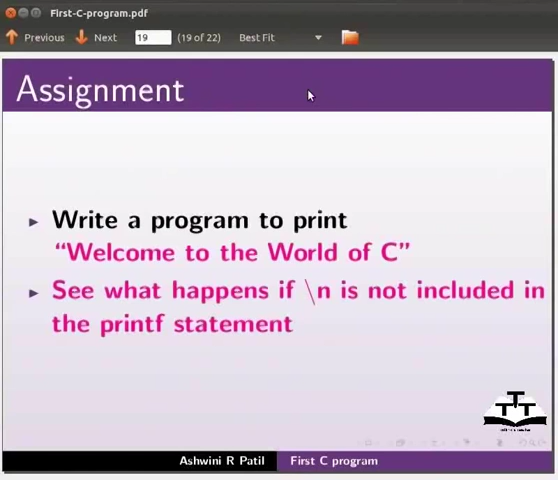 First-C-program.pdf
Previous Next 19 (19 of 22) Best Fit
Assignment
Write a program to print
“Welcome to the World of C”
See what happens if \n is not included in
the printf statement
Ashwini R Patil First C program